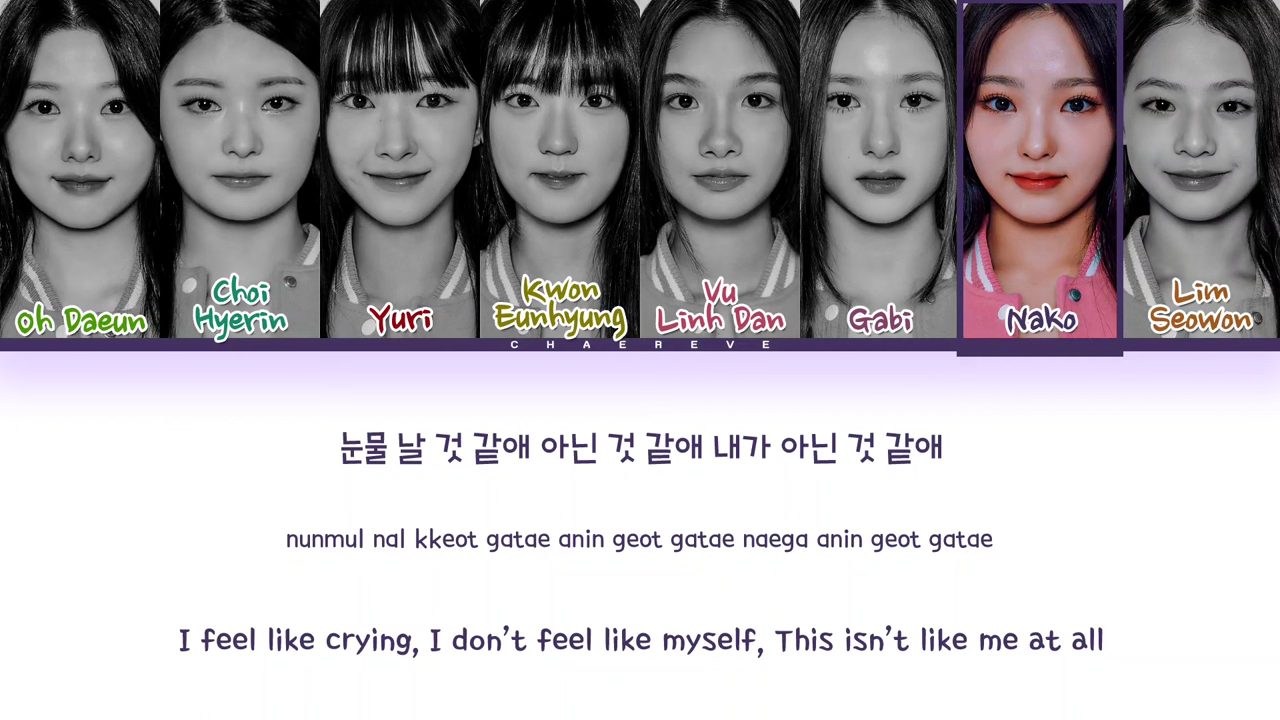 Oh Daeun
Choi
Hyerin
Yuri
Kwon
Eunhyung
Vu
Linh Dan
Gabi
Nako
Lim
Seowon
CHAEREVE
눈물 날 것 같애 아닌 것 같애 내가 아닌 것 같애
nunmul nal kkeot gatae anin geot gatae naega anin geot gatae
I feel like crying, I don't feel like myself, This isn't like me at all